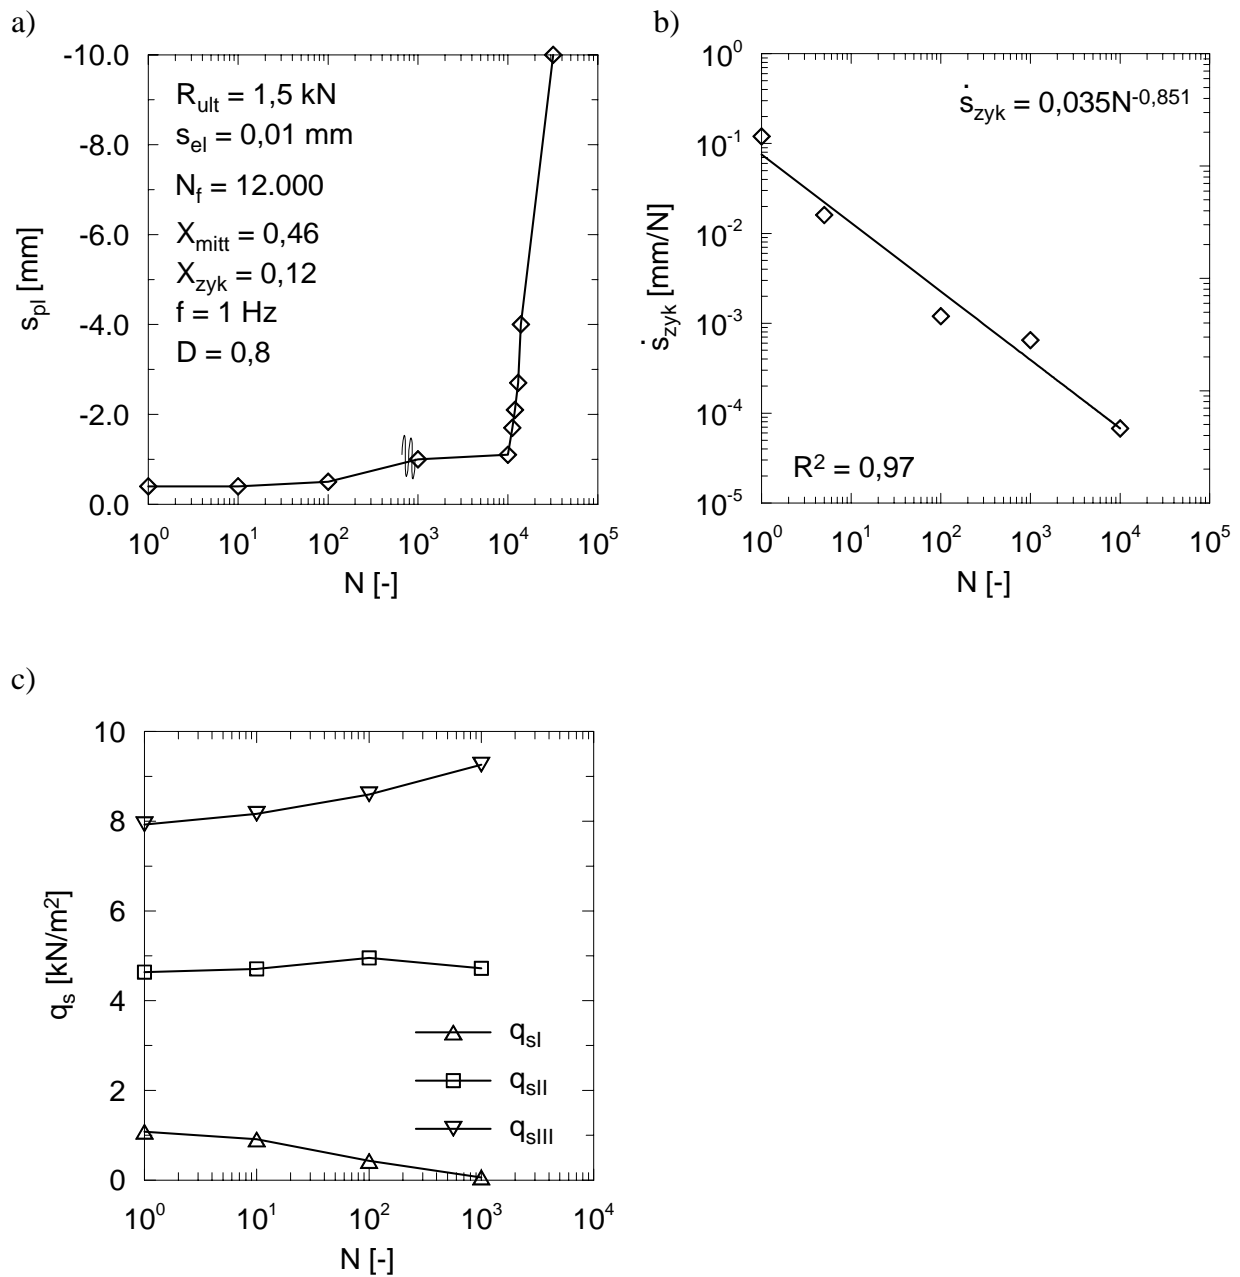 a)
-10.0
-8.0
-6.0
-4.0
-2.0
0.0
s_pl [mm]
R_ult = 1,5 kN
s_el = 0,01 mm
N_f = 12.000
X_mitt = 0,46
X_zyk = 0,12
f = 1 Hz
D = 0,8
10^0 10^1 10^2 10^3 10^4 10^5
N [-]
b)
10^0
10^-1
10^-2
10^-3
10^-4
10^-5
ṡ_zyk [mm/N]
ṡ_zyk = 0,035N^-0,851
R^2 = 0,97
10^0 10^1 10^2 10^3 10^4 10^5
N [-]
c)
10
8
6
4
2
0
q_s [kN/m^2]
q_sI
q_sII
q_sIII
10^0 10^1 10^2 10^3 10^4
N [-]